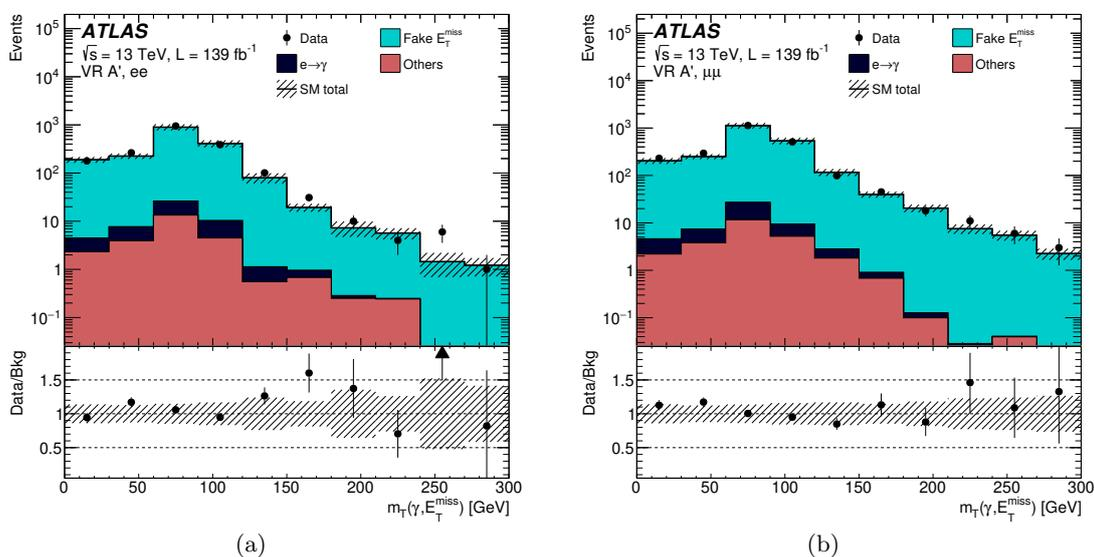 Events
10⁵
10⁴
10³
10²
10
1
10⁻¹
ATLAS
√s = 13 TeV, L = 139 fb⁻¹
VR A', ee
Data
Fake E_T^miss
e→γ
Others
SM total
Data/Bkg
1.5
1
0.5
0 50 100 150 200 250 300
m_T(γ,E_T^miss) [GeV]
(a)
Events
10⁵
10⁴
10³
10²
10
1
10⁻¹
ATLAS
√s = 13 TeV, L = 139 fb⁻¹
VR A', μμ
Data
Fake E_T^miss
e→γ
Others
SM total
Data/Bkg
1.5
1
0.5
0 50 100 150 200 250 300
m_T(γ,E_T^miss) [GeV]
(b)